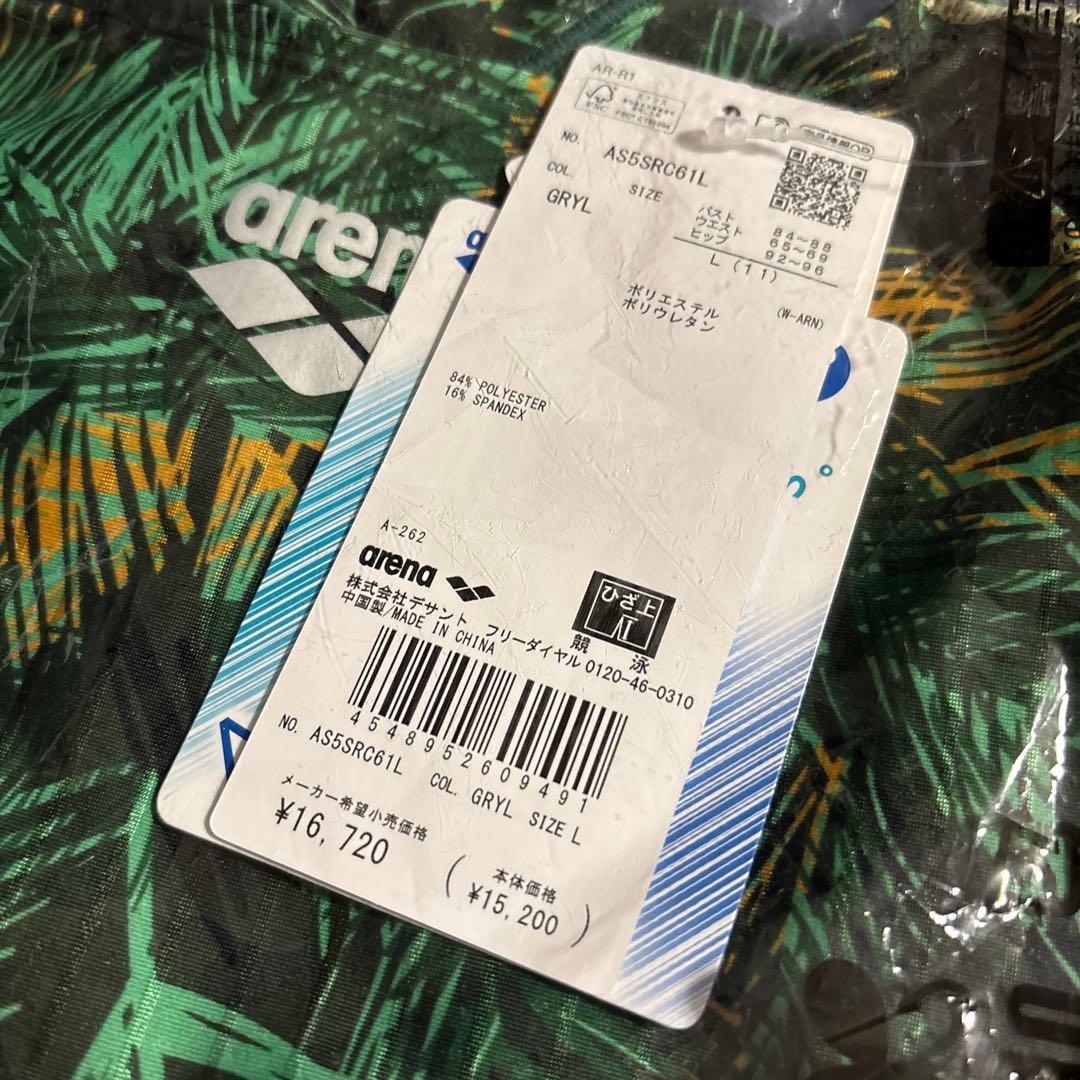 arena
AR-R1
FSC
NO. AS5SRC61L
COL. SIZE
GRYL
バスト 84~88
ウエスト 65~69
ヒップ 92~96
L (11)
ポリエステル
ポリウレタン
(W-ARN)
84% POLYESTER
16% SPANDEX
A-262
arena
ひざ上
競泳
株式会社デサント フリーダイヤル0120-46-0310
中国製/MADE IN CHINA
4548952609491
NO. AS5SRC61L COL. GRYL SIZE L
メーカー希望小売価格
¥16,720
(本体価格
¥15,200)